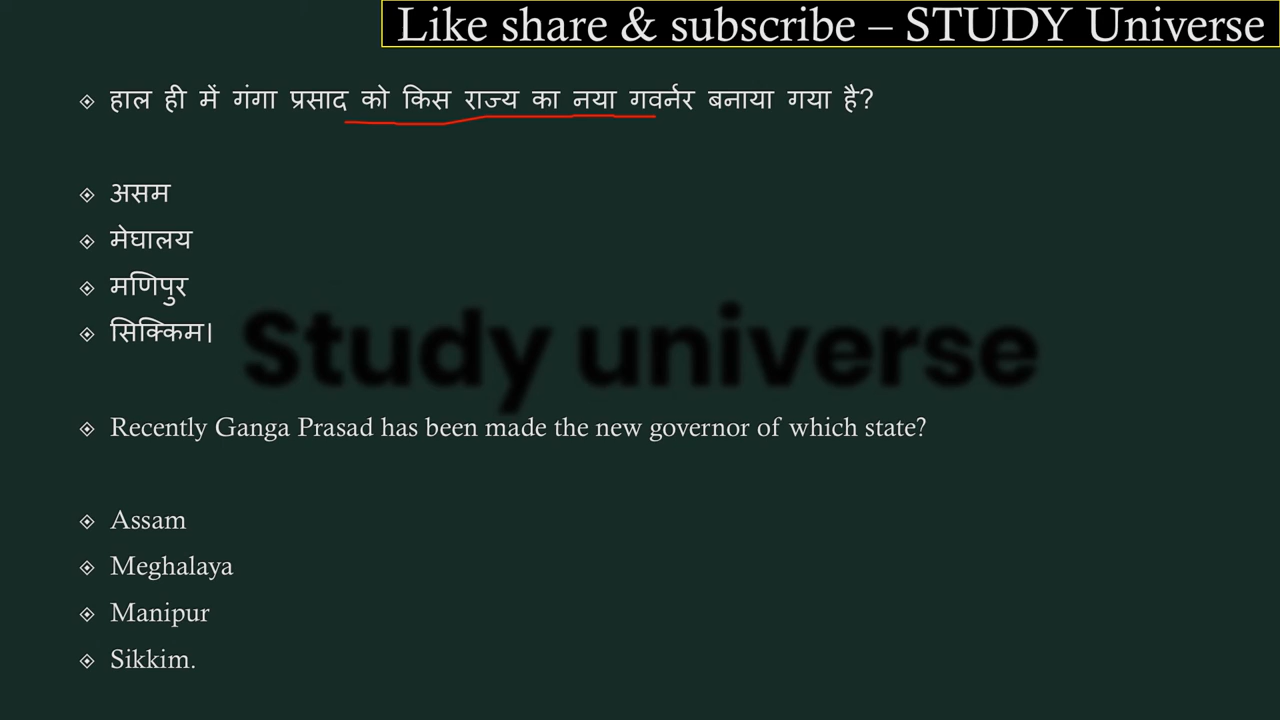 Like share & subscribe – STUDY Universe
हाल ही में गंगा प्रसाद को किस राज्य का नया गवर्नर बनाया गया है?
असम
मेघालय
मणिपुर
सिक्किम।
Study universe
Recently Ganga Prasad has been made the new governor of which state?
Assam
Meghalaya
Manipur
Sikkim.